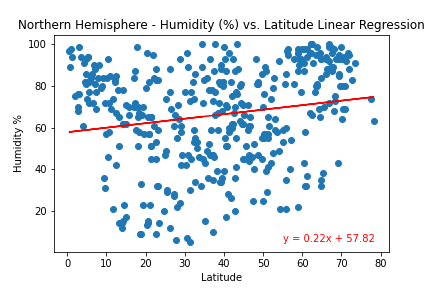 Northern Hemisphere - Humidity (%) vs. Latitude Linear Regression
100
80
60
40
20
Humidity %
y = 0.22x + 57.82
0 10 20 30 40 50 60 70 80
Latitude